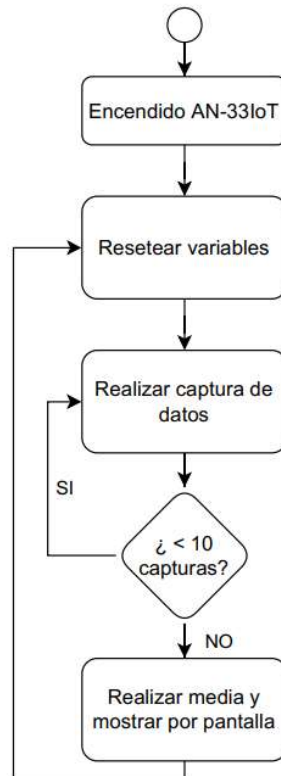 Encendido AN-33IoT
Resetear variables
Realizar captura de
datos
SI
¿ < 10
capturas?
NO
Realizar media y
mostrar por pantalla